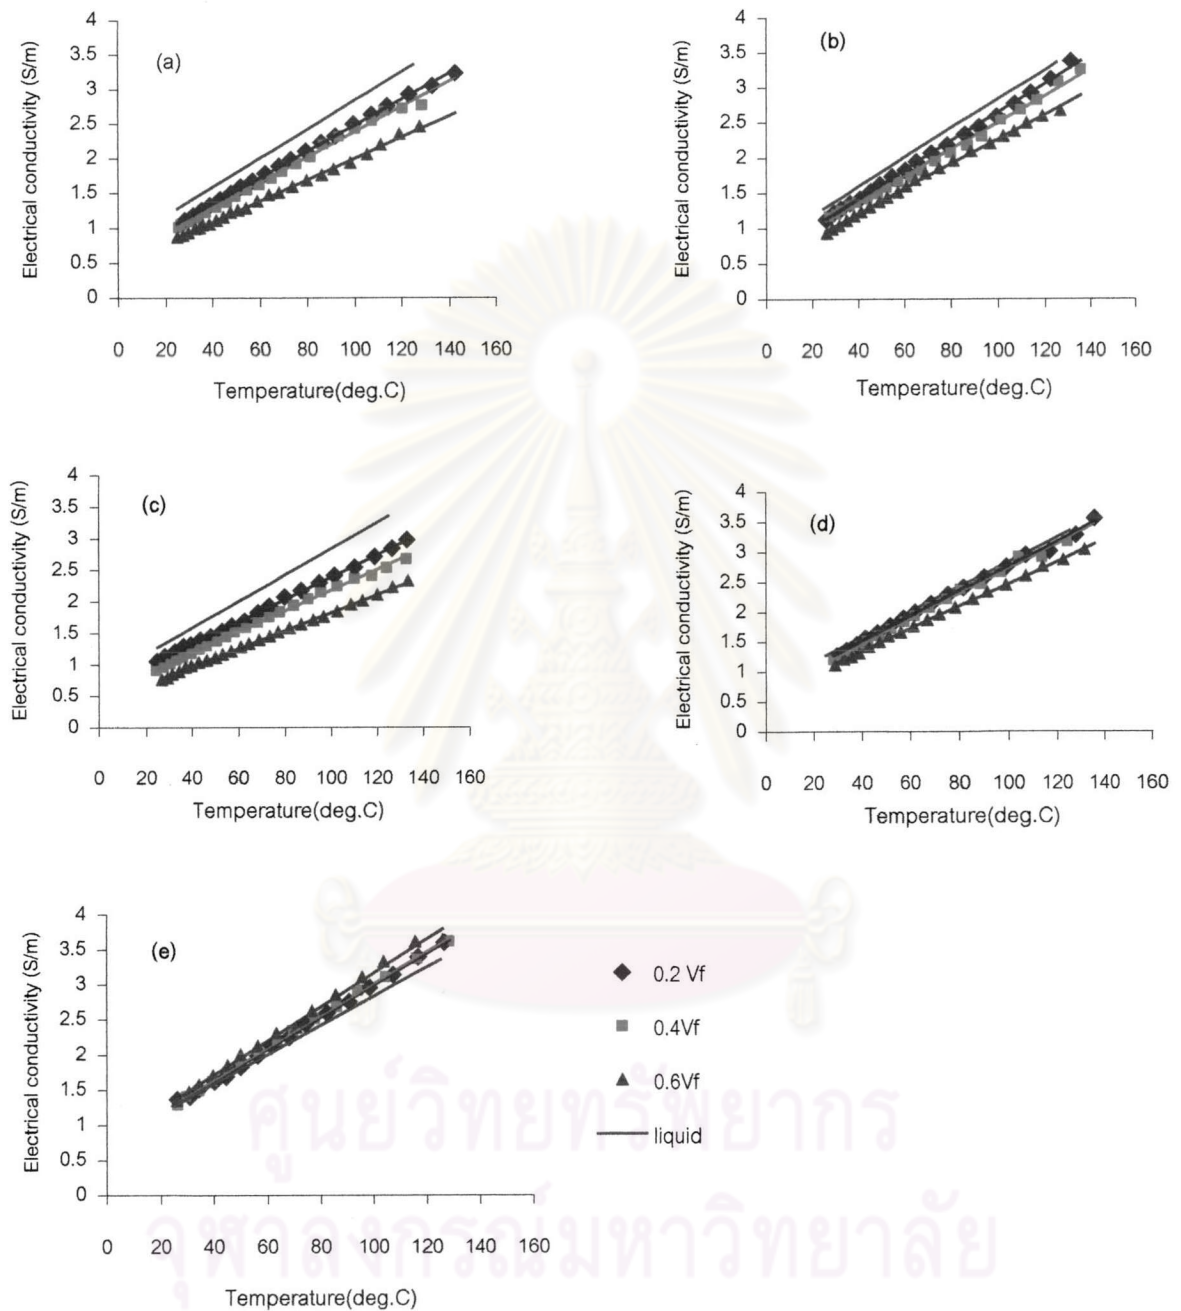 (a)
Electrical conductivity (S/m)
4
3.5
3
2.5
2
1.5
1
0.5
0
0 20 40 60 80 100 120 140 160
Temperature(deg.C)
(b)
Electrical conductivity (S/m)
4
3.5
3
2.5
2
1.5
1
0.5
0
0 20 40 60 80 100 120 140 160
Temperature(deg.C)
(c)
Electrical conductivity (S/m)
4
3.5
3
2.5
2
1.5
1
0.5
0
0 20 40 60 80 100 120 140 160
Temperature(deg.C)
(d)
Electrical conductivity (S/m)
4
3.5
3
2.5
2
1.5
1
0.5
0
0 20 40 60 80 100 120 140 160
Temperature(deg.C)
(e)
Electrical conductivity (S/m)
4
3.5
3
2.5
2
1.5
1
0.5
0
0 20 40 60 80 100 120 140 160
Temperature(deg.C)
0.2 Vf
0.4Vf
0.6Vf
liquid
ศูนย์วิทยทรัพยากร
จุฬาลงกรณ์มหาวิทยาลัย